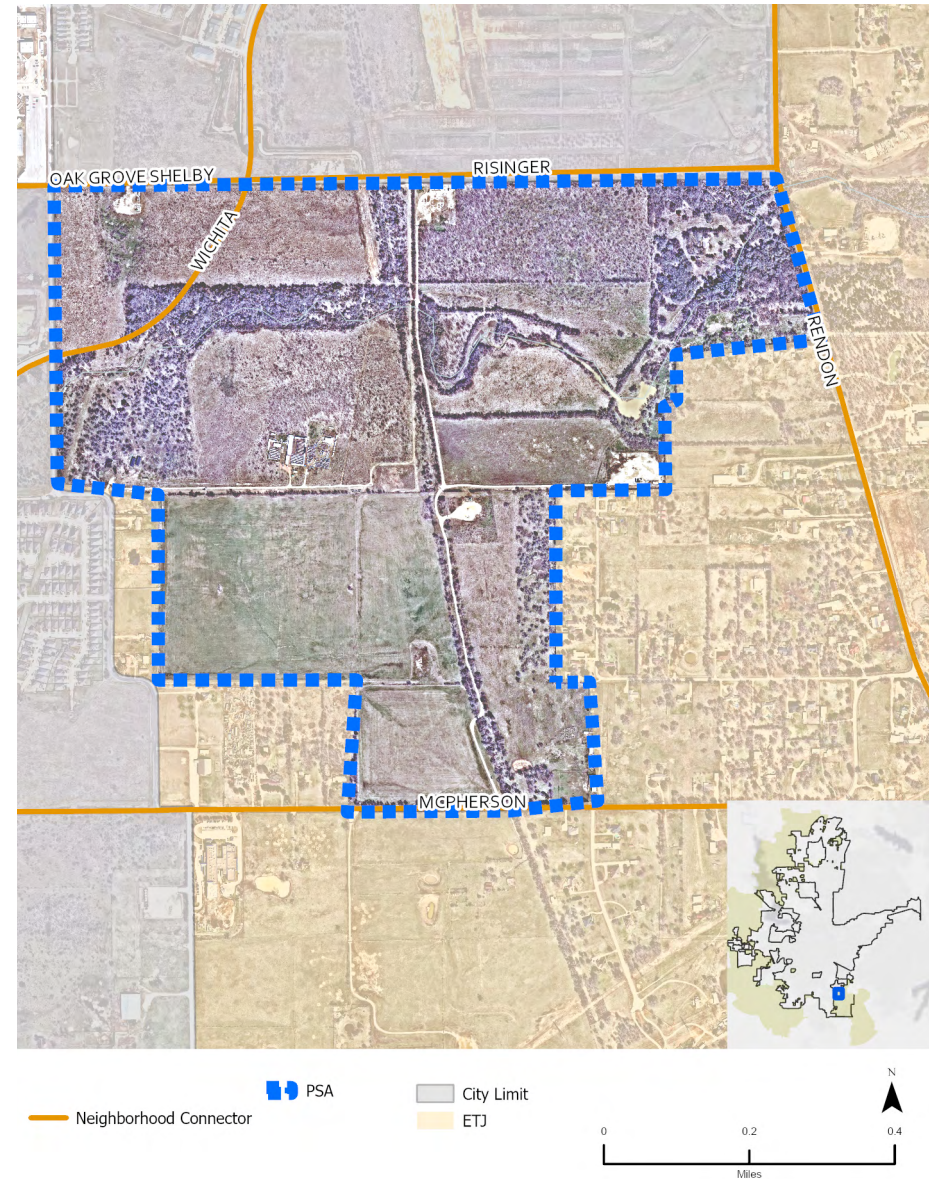 OAK GROVE SHELBY
RISINGER
WICHITA
RENDON
MCPHERSON
PSA
Neighborhood Connector
City Limit
ETJ
N
0 0.2 0.4
Miles